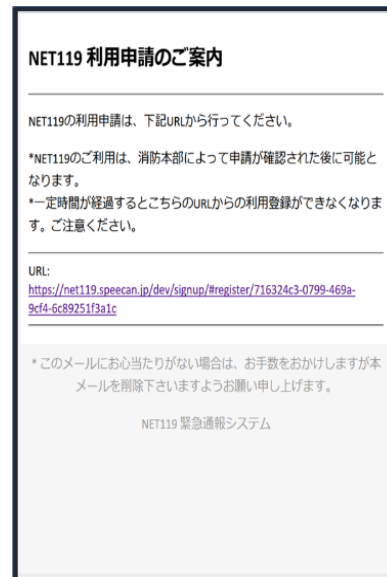 NET119 利用申請のご案内
NET119の利用申請は、下記URLから行ってください。
*NET119のご利用は、消防本部によって申請が確認された後に可能と
なります。
*一定時間が経過するとこちらのURLからの利用登録ができなくなりま
す。ご注意ください。
URL:
https://net119.speecan.jp/dev/signup/#register/716324c3-0799-469a-
9cf4-6c89251f3a1c
* このメールにお心当たりがない場合は、お手数をおかけしますが本
メールを削除下さいますようお願い申し上げます。
NET119 緊急通報システム